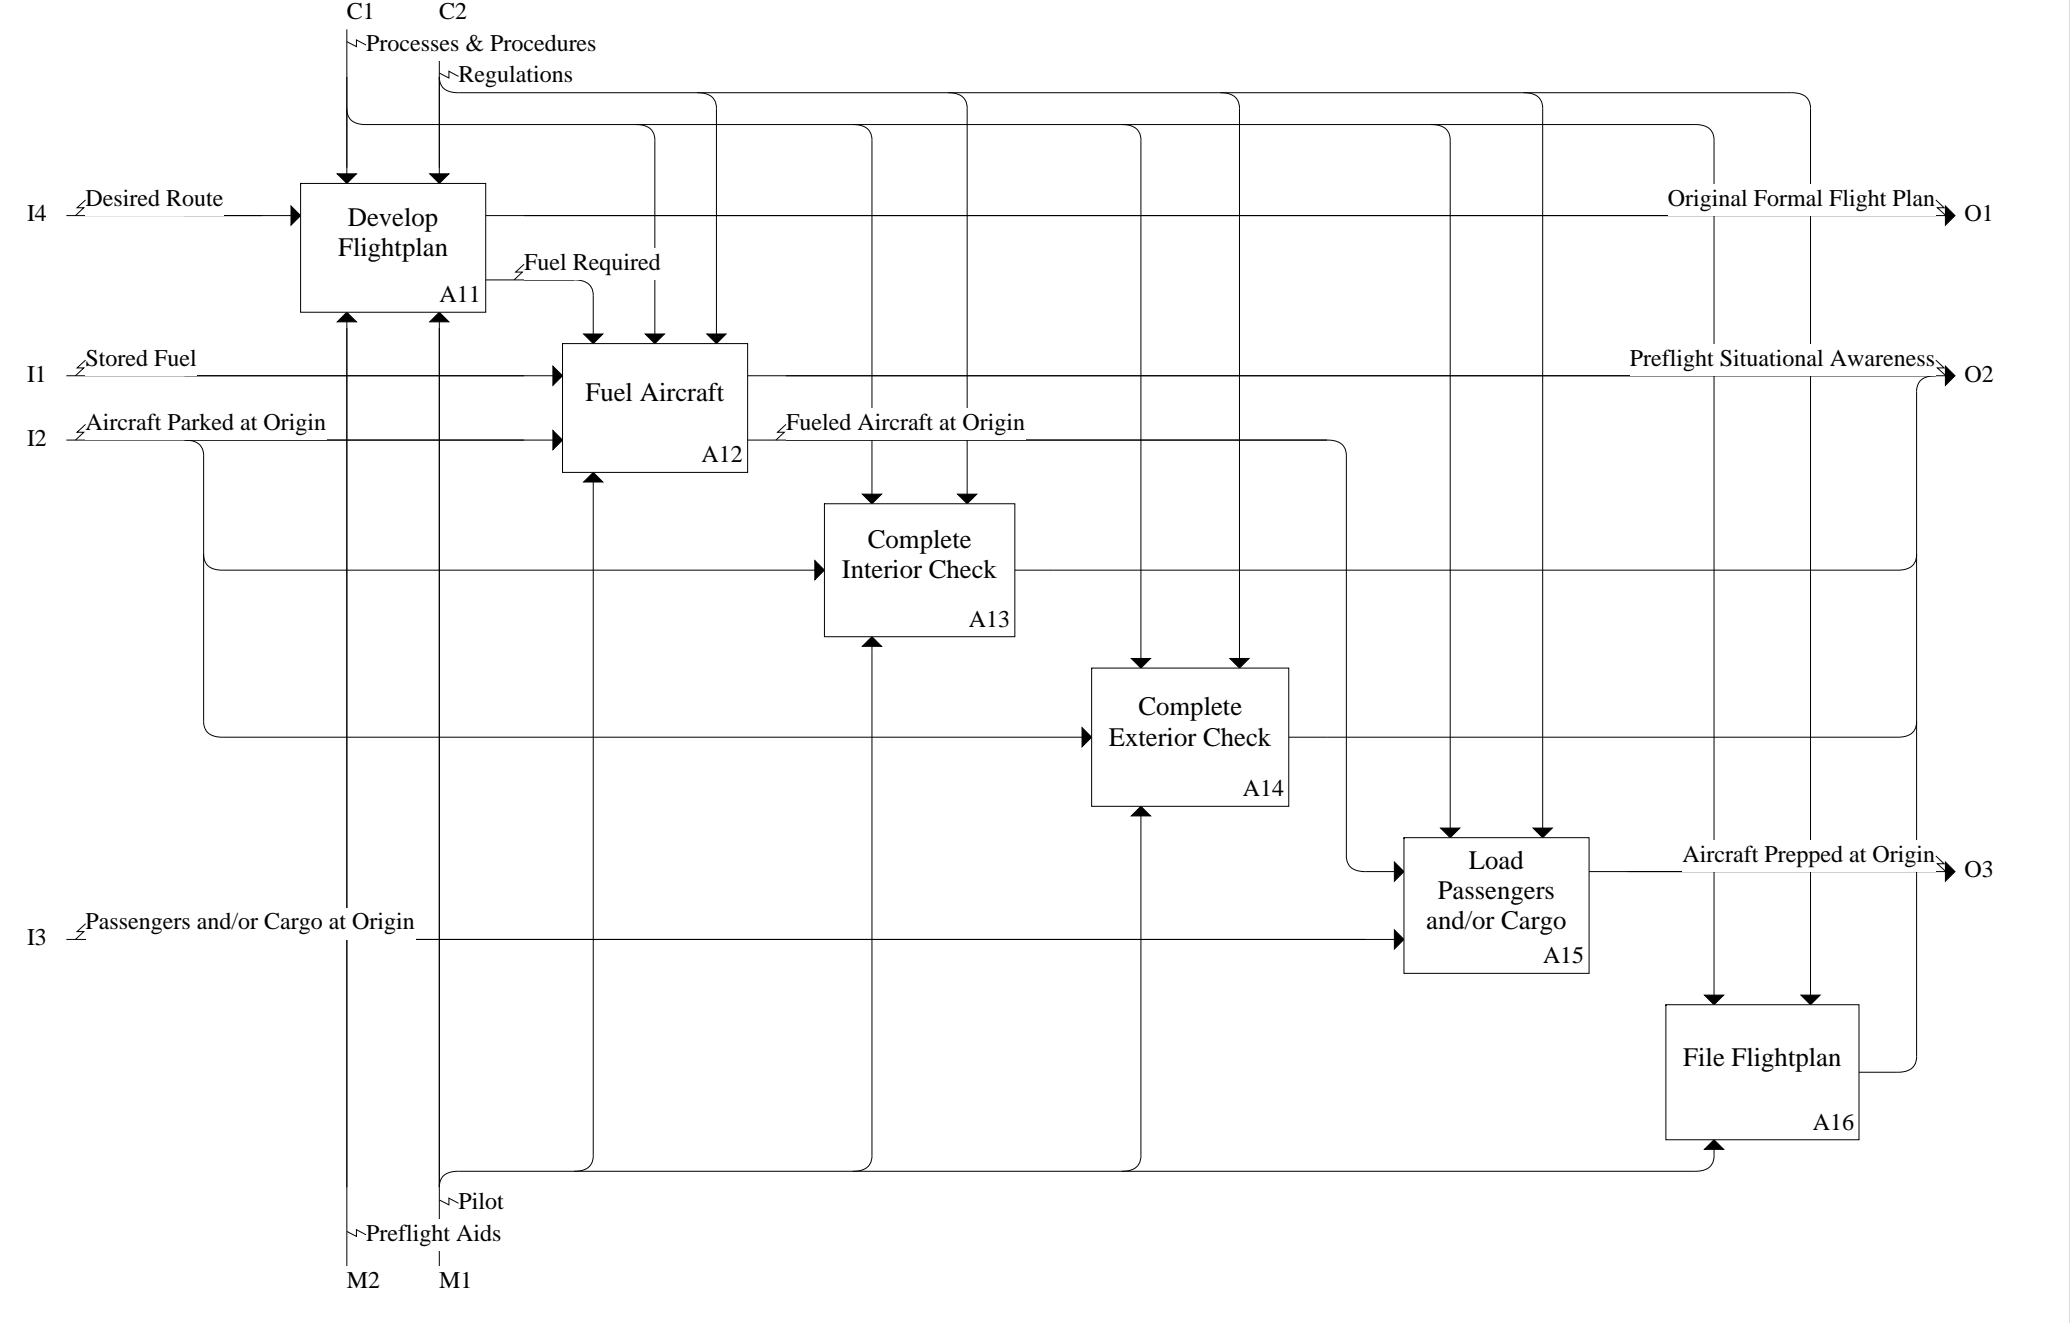 C1
C2
Processes & Procedures
Regulations
I4
Desired Route
Original Formal Flight Plan
O1
Develop
Flightplan
A11
Fuel Required
I1
Stored Fuel
Preflight Situational Awareness
O2
Fuel Aircraft
A12
I2
Aircraft Parked at Origin
Fueled Aircraft at Origin
Complete
Interior Check
A13
Complete
Exterior Check
A14
Load
Passengers
and/or Cargo
A15
Aircraft Prepped at Origin
O3
I3
Passengers and/or Cargo at Origin
File Flightplan
A16
Pilot
Preflight Aids
M2
M1